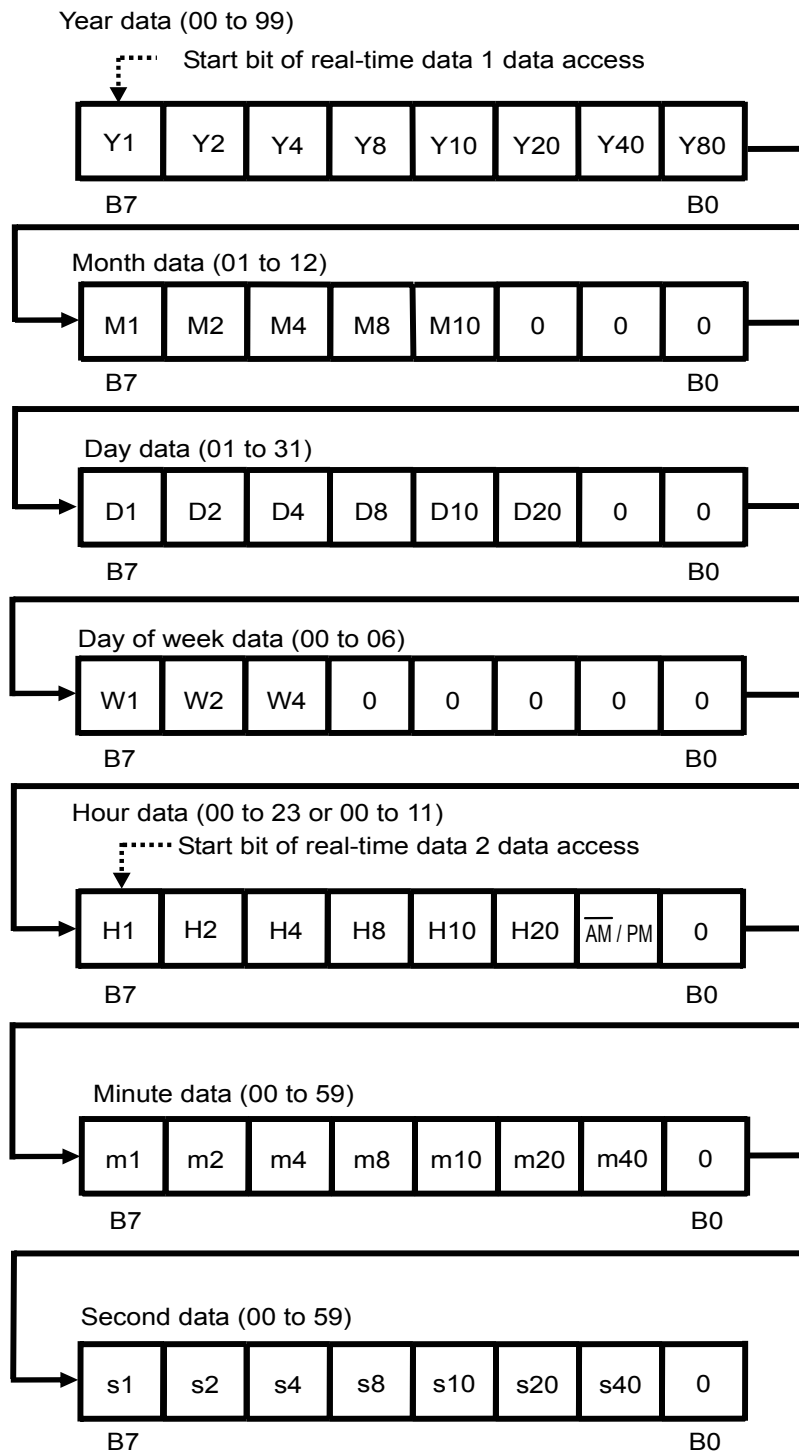 Year data (00 to 99)
Start bit of real-time data 1 data access
Y1 Y2 Y4 Y8 Y10 Y20 Y40 Y80
B7 B0
Month data (01 to 12)
M1 M2 M4 M8 M10 0 0 0
B7 B0
Day data (01 to 31)
D1 D2 D4 D8 D10 D20 0 0
B7 B0
Day of week data (00 to 06)
W1 W2 W4 0 0 0 0 0
B7 B0
Hour data (00 to 23 or 00 to 11)
Start bit of real-time data 2 data access
H1 H2 H4 H8 H10 H20 A̅M̅ / PM 0
B7 B0
Minute data (00 to 59)
m1 m2 m4 m8 m10 m20 m40 0
B7 B0
Second data (00 to 59)
s1 s2 s4 s8 s10 s20 s40 0
B7 B0